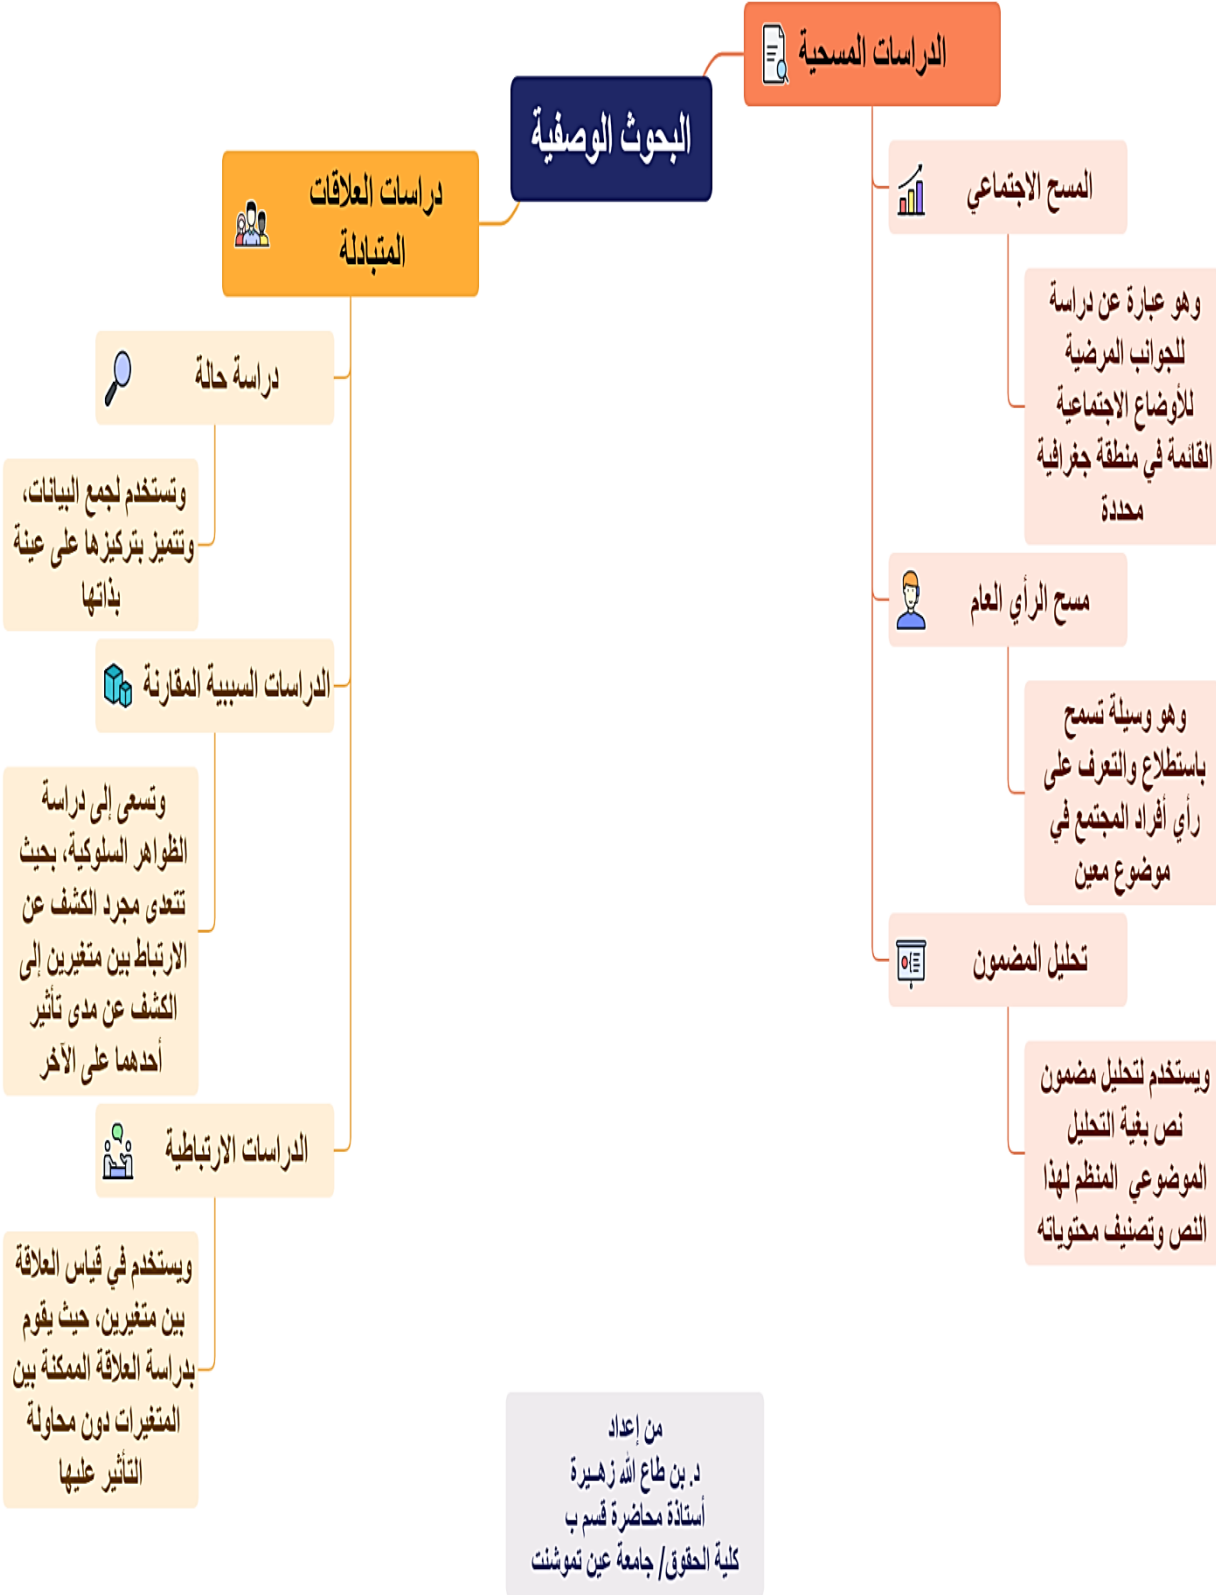 البحوث الوصفية
الدراسات المسحية
المسح الاجتماعي
وهو عبارة عن دراسة
للجوانب المرضية
للأوضاع الاجتماعية
القائمة في منطقة جغرافية
محددة
مسح الرأي العام
وهو وسيلة تسمح
باستطلاع والتعرف على
رأي أفراد المجتمع في
موضوع معين
تحليل المضمون
ويستخدم لتحليل مضمون
نص بغية التحليل
الموضوعي المنظم لهذا
النص وتصنيف محتوياته
دراسات العلاقات
المتبادلة
دراسة حالة
وتستخدم لجمع البيانات،
وتتميز بتركيزها على عينة
بذاتها
الدراسات السببية المقارنة
وتسعى إلى دراسة
الظواهر السلوكية، بحيث
تتعدى مجرد الكشف عن
الارتباط بين متغيرين إلى
الكشف عن مدى تأثير
أحدهما على الآخر
الدراسات الارتباطية
ويستخدم في قياس العلاقة
بين متغيرين، حيث يقوم
بدراسة العلاقة الممكنة بين
المتغيرات دون محاولة
التأثير عليها
من إعداد
د. بن طاع الله زهـيرة
أستاذة محاضرة قسم ب
كلية الحقوق/ جامعة عين تموشنت